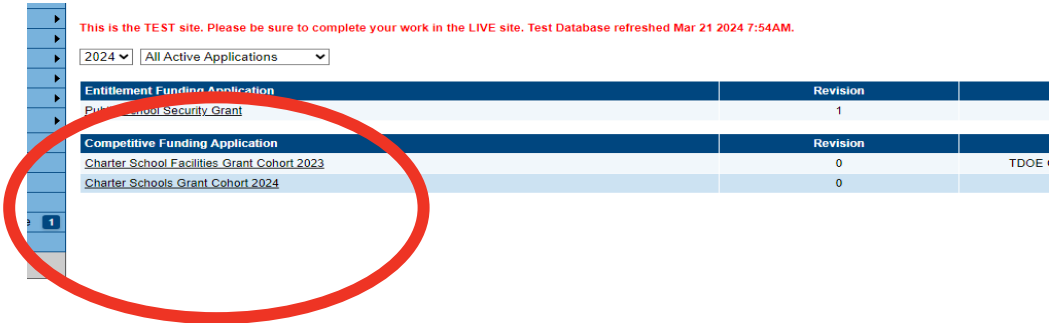 This is the TEST site. Please be sure to complete your work in the LIVE site. Test Database refreshed Mar 21 2024 7:54AM.
2024 All Active Applications
Entitlement Funding Application Revision
Public School Security Grant 1
Competitive Funding Application Revision
Charter School Facilities Grant Cohort 2023 0 TDOE
Charter Schools Grant Cohort 2024 0
1